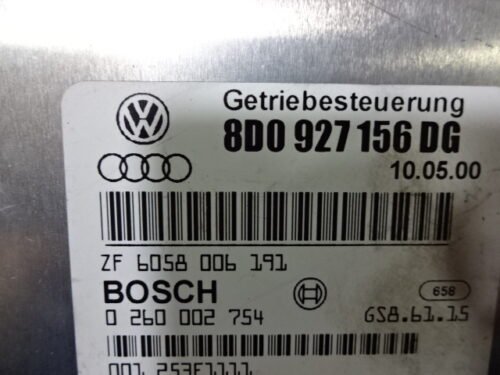 Getriebesteuerung
8D0 927 156 DG
10.05.00
ZF 6058 006 191
BOSCH
658
0 260 002 754 GS8.61.15